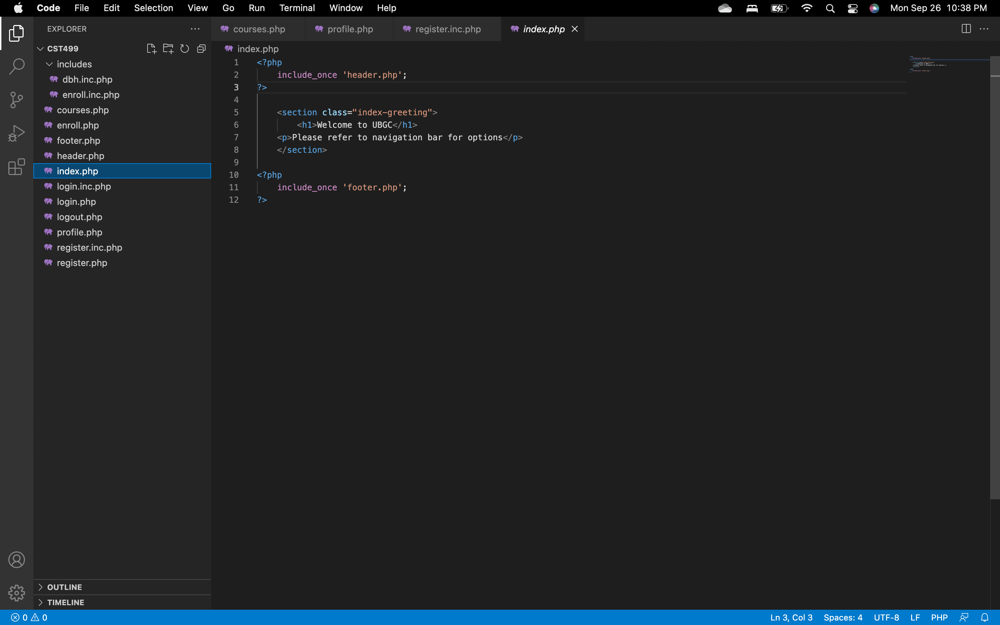 Code File Edit Selection View Go Run Terminal Window Help Mon Sep 26 10:38 PM
EXPLORER
courses.php profile.php register.inc.php index.php
CST499
includes
dbh.inc.php
enroll.inc.php
courses.php
enroll.php
footer.php
header.php
index.php
login.inc.php
login.php
logout.php
profile.php
register.inc.php
register.php
OUTLINE
TIMELINE
index.php
1 <?php
2 include_once 'header.php';
3 ?>
4
5 <section class="index-greeting">
6 <h1>Welcome to UBGC</h1>
7 <p>Please refer to navigation bar for options</p>
8 </section>
9
10 <?php
11 include_once 'footer.php';
12 ?>
0 0 Ln 3, Col 3 Spaces: 4 UTF-8 LF PHP